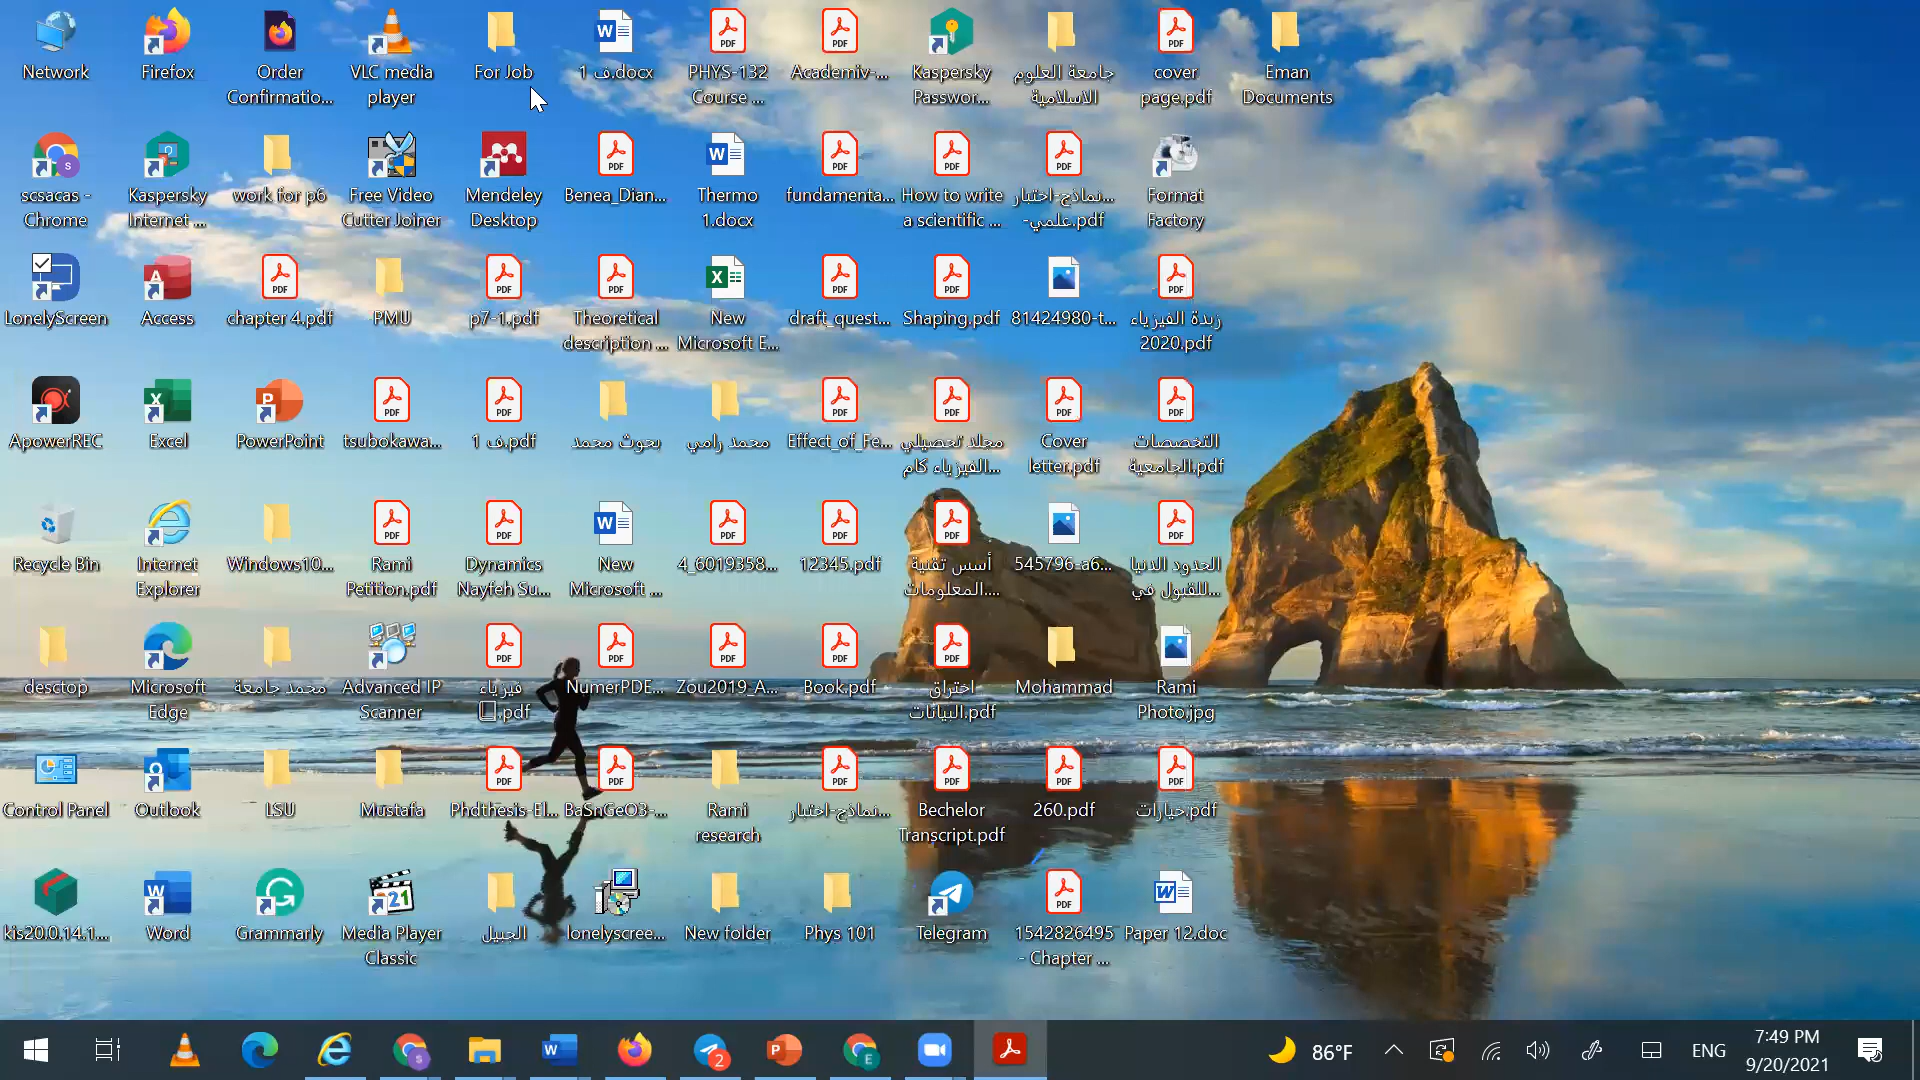 Network
Firefox
Order
Confirmatio...
VLC media
player
For Job
ف 1.docx
PHYS-132
Course ...
Academiv-...
Kaspersky
Passwor...
جامعة العلوم
الاسلامية
cover
page.pdf
Eman
Documents
scsacas -
Chrome
Kaspersky
Internet ...
work for p6
Free Video
Cutter Joiner
Mendeley
Desktop
Benea_Dian...
Thermo
1.docx
fundamenta...
How to write
a scientific ...
نماذج-اختبار...
-علمي.pdf
Format
Factory
LonelyScreen
Access
chapter 4.pdf
PMU
p7-1.pdf
Theoretical
description ...
New
Microsoft E...
draft_quest...
Shaping.pdf
81424980-t...
زبدة الفيزياء
2020.pdf
ApowerREC
Excel
PowerPoint
tsubokawa...
ف 1.pdf
بحوث محمد
محمد رامي
Effect_of_Fe...
مجلد تحصيلي
الفيزياء كام...
Cover
letter.pdf
التخصصات
الجامعية.pdf
Recycle Bin
Internet
Explorer
Windows10...
Rami
Petition.pdf
Dynamics
Nayfeh Su...
New
Microsoft ...
4_6019358...
12345.pdf
أسس تقنية
المعلومات....
545796-a6...
الحدود الدنيا
للقبول في...
desctop
Microsoft
Edge
محمد جامعة
Advanced IP
Scanner
فيزياء
.pdf
NumerPDE...
Zou2019_A...
Book.pdf
اختراق
البيانات.pdf
Mohammad
Rami
Photo.jpg
Control Panel
Outlook
LSU
Mustafa
Phdthesis-El...
BaSnGeO3-...
Rami
research
نماذج-اختبار...
Bechelor
Transcript.pdf
260.pdf
خيارات.pdf
kis20.0.14.1....
Word
Grammarly
Media Player
Classic
الجبيل
lonelyscree...
New folder
Phys 101
Telegram
1542826495
- Chapter ...
Paper 12.doc
86°F
ENG
7:49 PM
9/20/2021